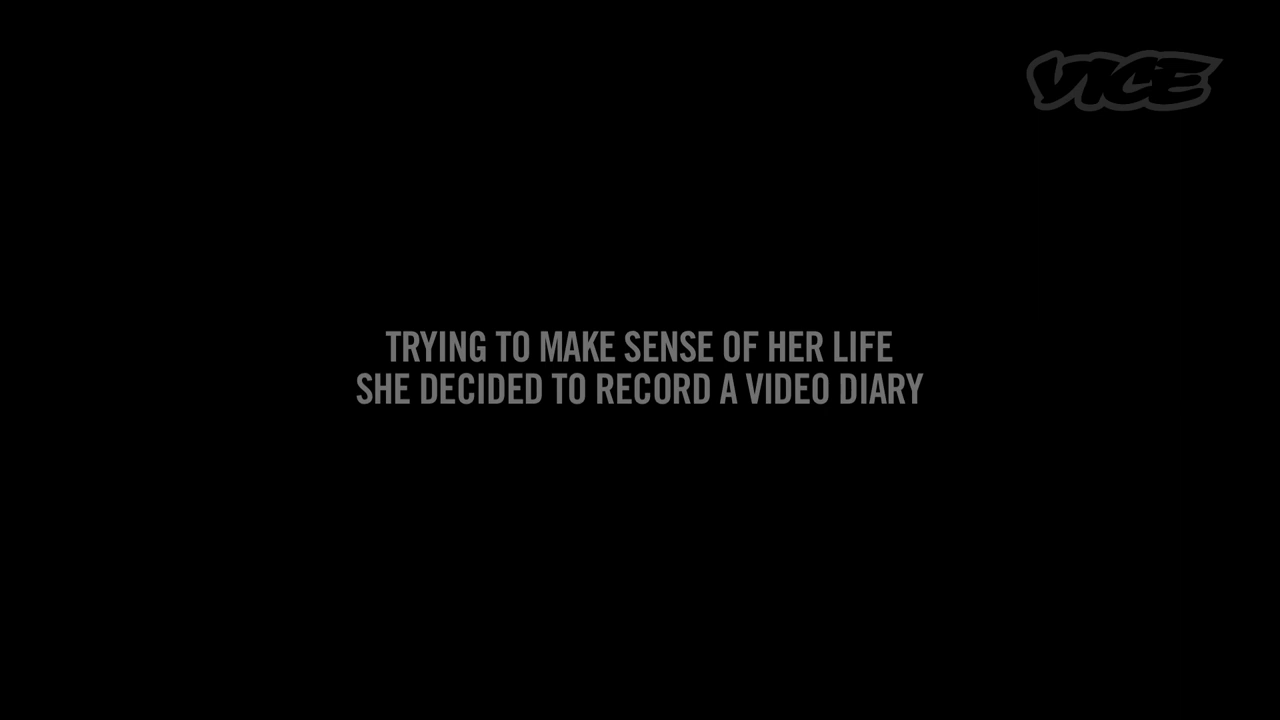 VICE
TRYING TO MAKE SENSE OF HER LIFE
SHE DECIDED TO RECORD A VIDEO DIARY